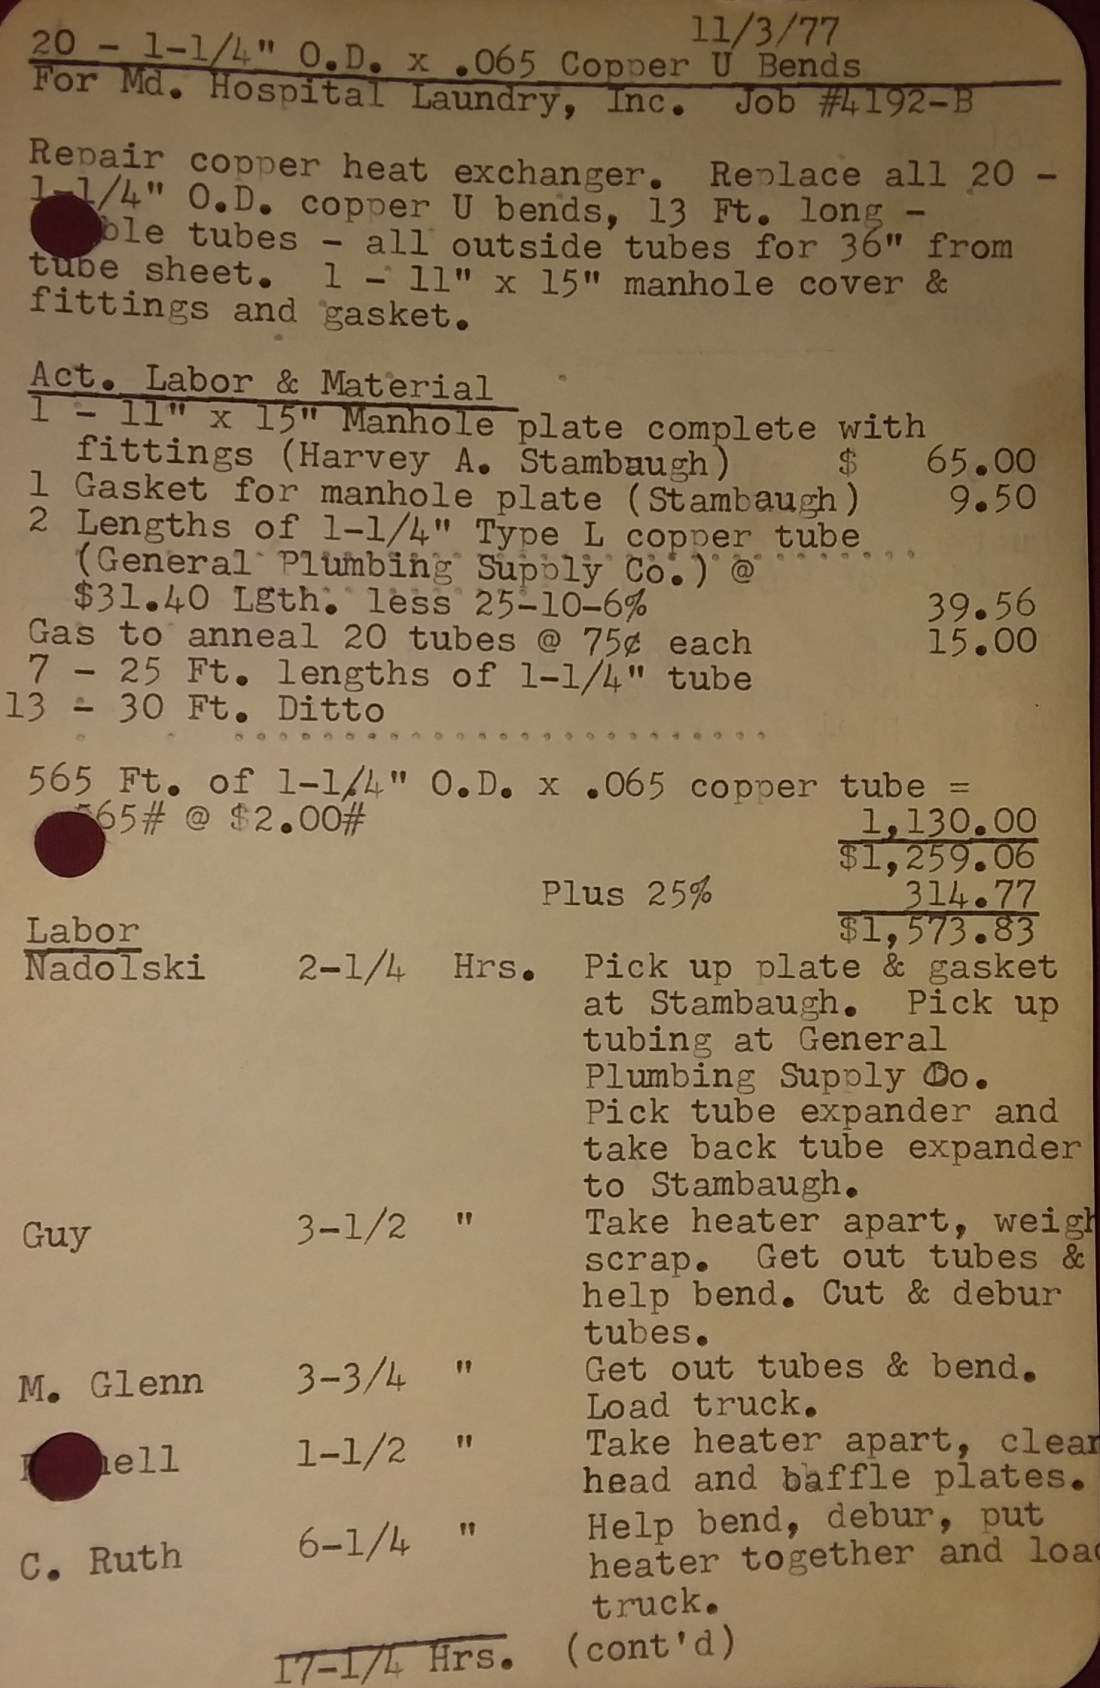 11/3/77
20 - 1-1/4" O.D. x .065 Copper U Bends
For Md. Hospital Laundry, Inc. Job #4192-B
Repair copper heat exchanger. Replace all 20 -
1-1/4" O.D. copper U bends, 13 Ft. long -
ble tubes - all outside tubes for 36" from
tube sheet. 1 - 11" x 15" manhole cover &
fittings and gasket.
Act. Labor & Material
1 - 11" x 15" Manhole plate complete with
fittings (Harvey A. Stambaugh) $ 65.00
1 Gasket for manhole plate (Stambaugh) 9.50
2 Lengths of 1-1/4" Type L copper tube
(General Plumbing Supply Co.) @
$31.40 Lgth. less 25-10-6% 39.56
Gas to anneal 20 tubes @ 75¢ each 15.00
7 - 25 Ft. lengths of 1-1/4" tube
13 - 30 Ft. Ditto
565 Ft. of 1-1/4" O.D. x .065 copper tube =
565# @ $2.00# 1,130.00
$1,259.06
Plus 25% 314.77
$1,573.83
Labor
Nadolski 2-1/4 Hrs. Pick up plate & gasket
at Stambaugh. Pick up
tubing at General
Plumbing Supply Co.
Pick tube expander and
take back tube expander
to Stambaugh.
Guy 3-1/2 " Take heater apart, weigh
scrap. Get out tubes &
help bend. Cut & debur
tubes.
M. Glenn 3-3/4 " Get out tubes & bend.
Load truck.
ell 1-1/2 " Take heater apart, clean
head and baffle plates.
C. Ruth 6-1/4 " Help bend, debur, put
heater together and load
truck.
17-1/4 Hrs. (cont'd)